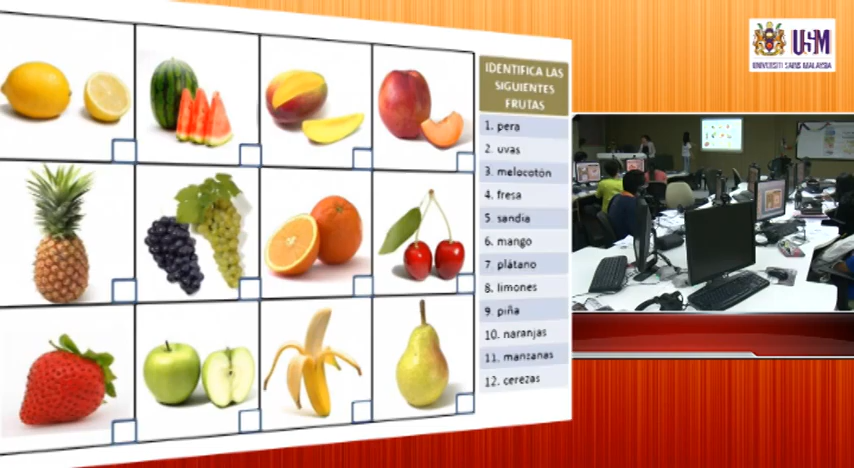 IDENTIFICA LAS
SIGUIENTES
FRUTAS
1. pera
2. uvas
3. melocotón
4. fresa
5. sandia
6. mango
7. plátano
8. limones
9. piña
10. naranjas
11. manzanas
12. cerezas
USM
UNIVERSITI SAINS MALAYSIA